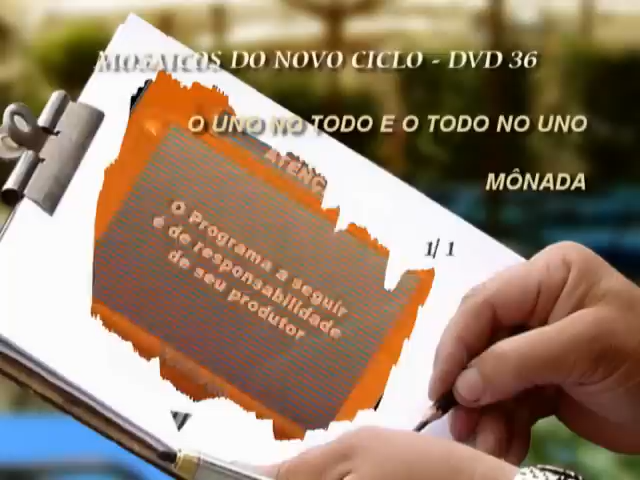 MOSAICOS DO NOVO CICLO - DVD 36
O UNO NO TODO E O TODO NO UNO
MÔNADA
ATENÇ
1/ 1
O Programa a seguir
é de responsabilidade
de seu produtor